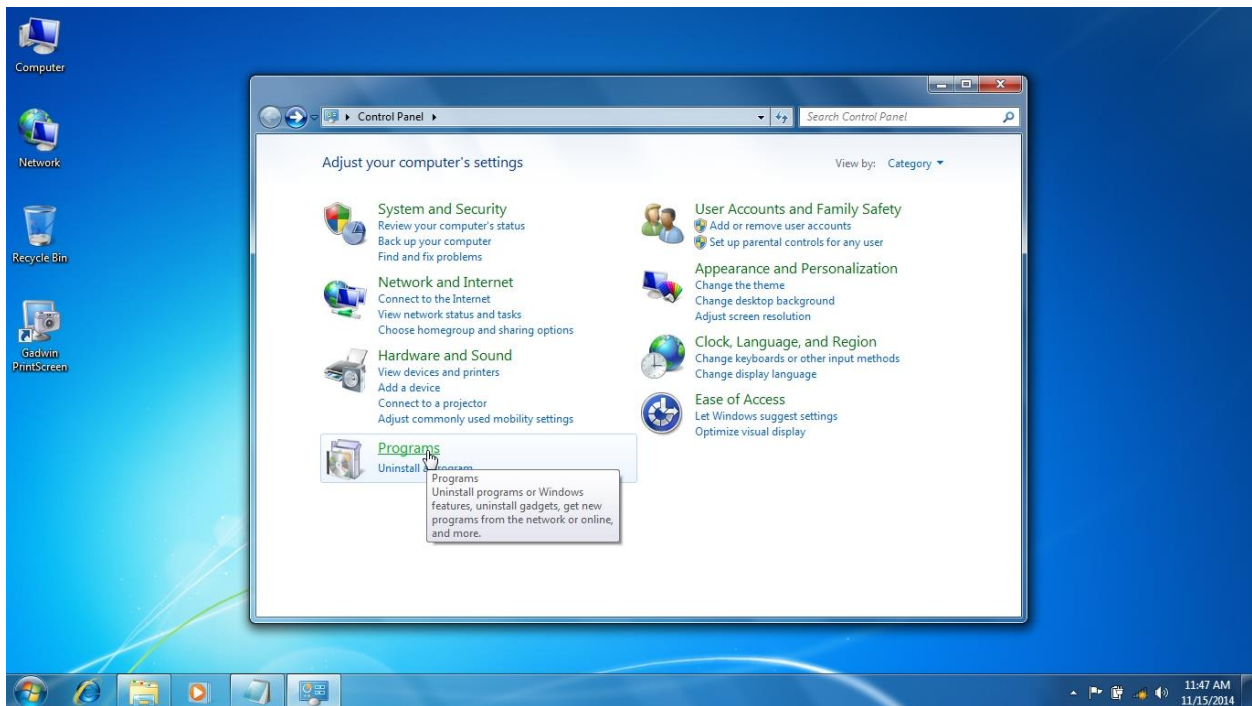 Computer
Network
Recycle Bin
Gadwin
PrintScreen
Control Panel
Search Control Panel
Adjust your computer's settings
View by: Category
System and Security
Review your computer's status
Back up your computer
Find and fix problems
Network and Internet
Connect to the Internet
View network status and tasks
Choose homegroup and sharing options
Hardware and Sound
View devices and printers
Add a device
Connect to a projector
Adjust commonly used mobility settings
Programs
Uninstall a program
Programs
Uninstall programs or Windows
features, uninstall gadgets, get new
programs from the network or online,
and more.
User Accounts and Family Safety
Add or remove user accounts
Set up parental controls for any user
Appearance and Personalization
Change the theme
Change desktop background
Adjust screen resolution
Clock, Language, and Region
Change keyboards or other input methods
Change display language
Ease of Access
Let Windows suggest settings
Optimize visual display
11:47 AM
11/15/2014